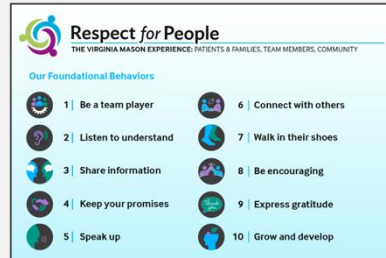 Respect for People
THE VIRGINIA MASON EXPERIENCE: PATIENTS & FAMILIES, TEAM MEMBERS, COMMUNITY
Our Foundational Behaviors
1 | Be a team player
2 | Listen to understand
3 | Share information
4 | Keep your promises
5 | Speak up
6 | Connect with others
7 | Walk in their shoes
8 | Be encouraging
Thank you
9 | Express gratitude
10 | Grow and develop